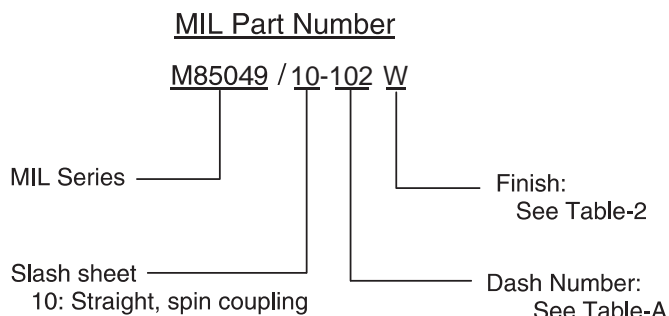 MIL Part Number
M85049 / 10-102 W
MIL Series
Finish:
See Table-2
Slash sheet
10: Straight, spin coupling
Dash Number:
See Table-A